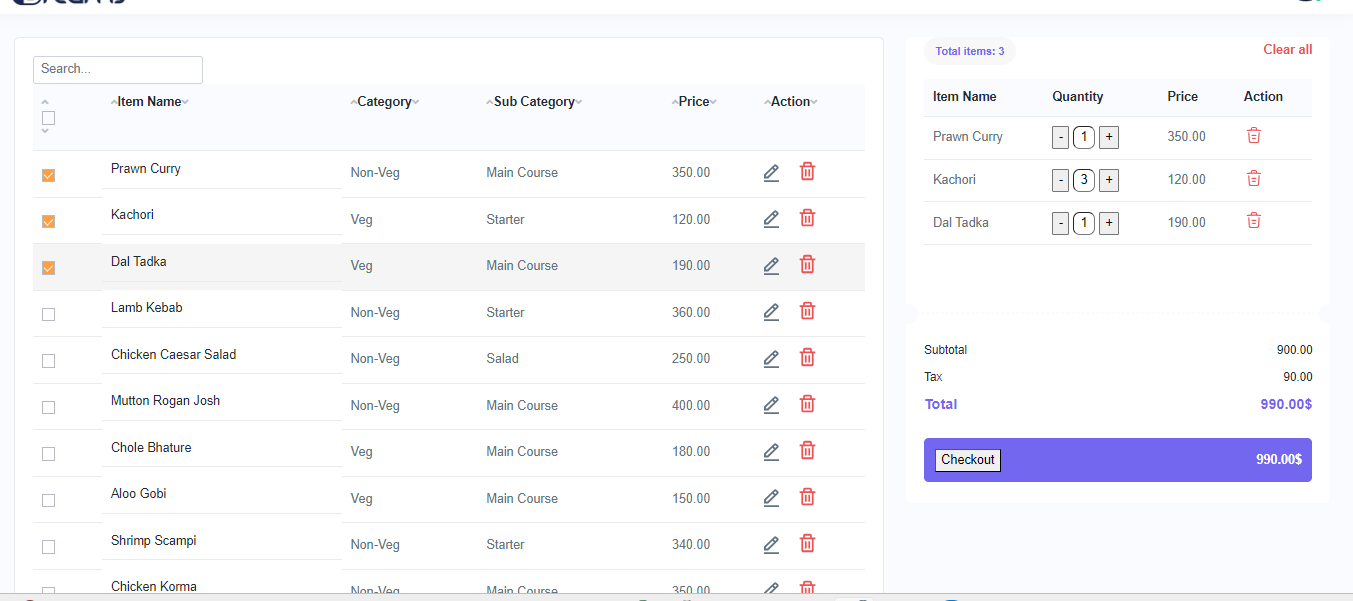 Search...
Total items: 3
Clear all
Item Name Category Sub Category Price Action
Item Name Quantity Price Action
Prawn Curry Non-Veg Main Course 350.00
Kachori Veg Starter 120.00
Dal Tadka Veg Main Course 190.00
Lamb Kebab Non-Veg Starter 360.00
Chicken Caesar Salad Non-Veg Salad 250.00
Mutton Rogan Josh Non-Veg Main Course 400.00
Chole Bhature Veg Main Course 180.00
Aloo Gobi Veg Main Course 150.00
Shrimp Scampi Non-Veg Starter 340.00
Chicken Korma Non-Veg Main Course 350.00
Prawn Curry - 1 + 350.00
Kachori - 3 + 120.00
Dal Tadka - 1 + 190.00
Subtotal 900.00
Tax 90.00
Total 990.00$
Checkout 990.00$